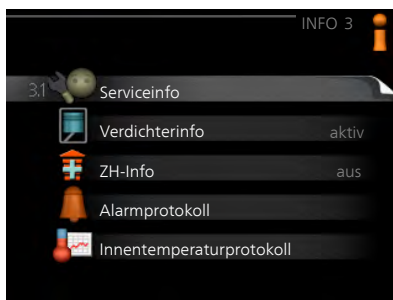 INFO 3
3.1 Serviceinfo
Verdichterinfo aktiv
ZH-Info aus
Alarmprotokoll
Innentemperaturprotokoll